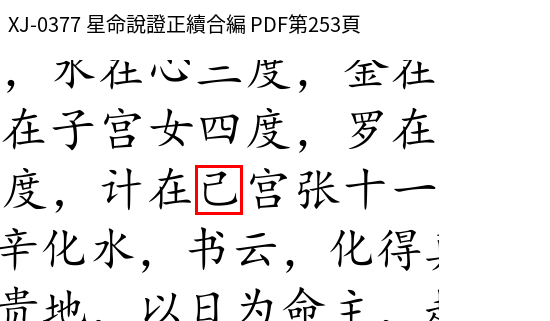 XJ-0377 星命說證正續合編 PDF第253頁
，水在心三度，金在
在子宫女四度，罗在
度，计在己宫张十一
辛化水，书云，化得
贵地，以日为命主，